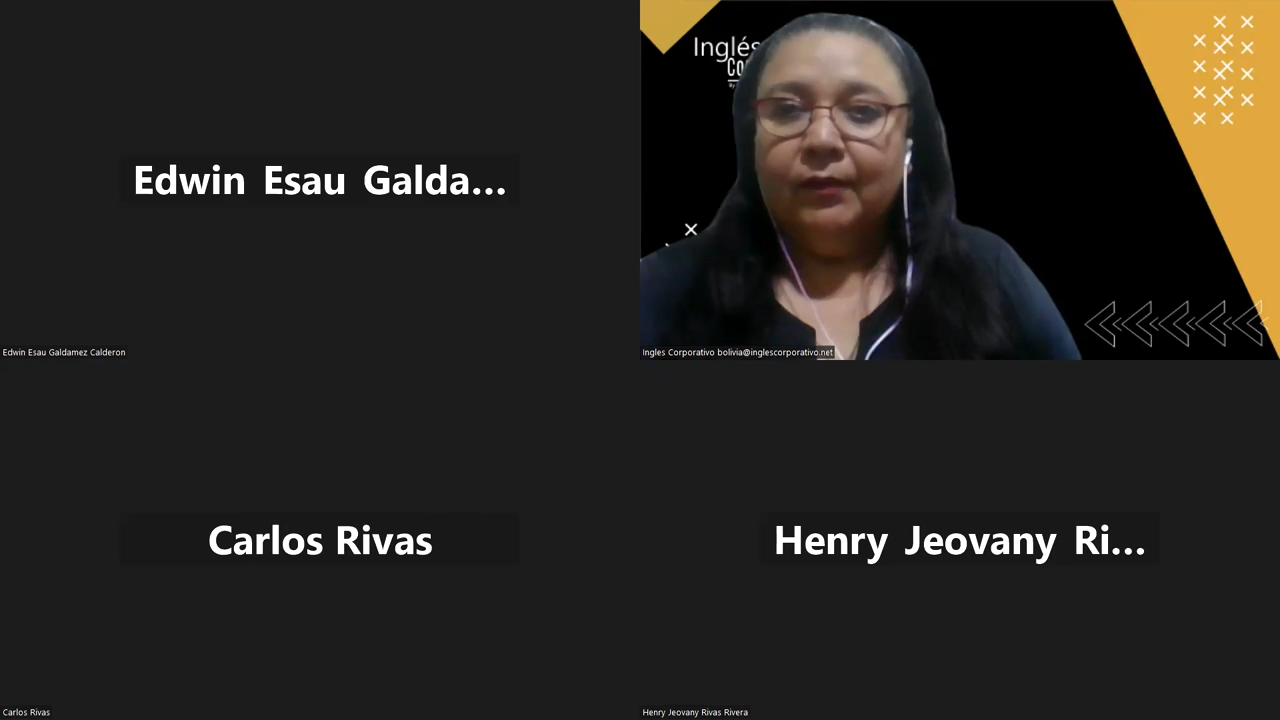 Edwin Esau Galda...
Edwin Esau Galdamez Calderon
Inglés
Ingles Corporativo bolivia@inglescorporativo.net
Carlos Rivas
Carlos Rivas
Henry Jeovany Ri...
Henry Jeovany Rivas Rivera